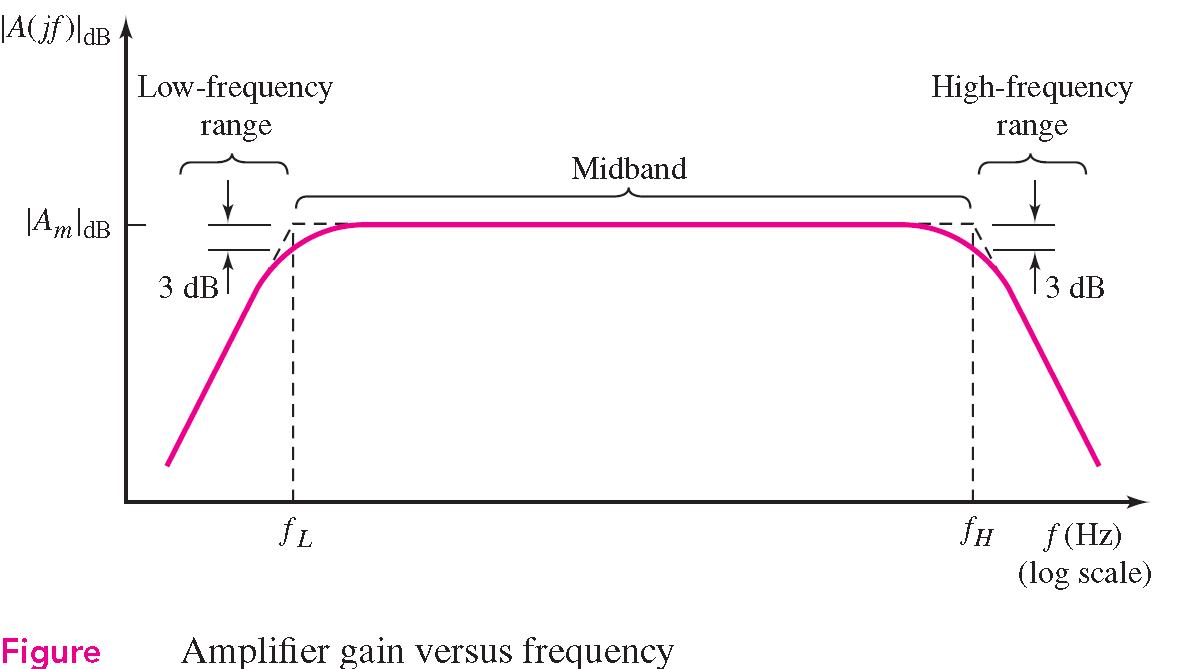 |A(jf)|dB
Low-frequency
range
High-frequency
range
Midband
|Am|dB
3 dB
3 dB
fL
fH
f (Hz)
(log scale)
Figure Amplifier gain versus frequency